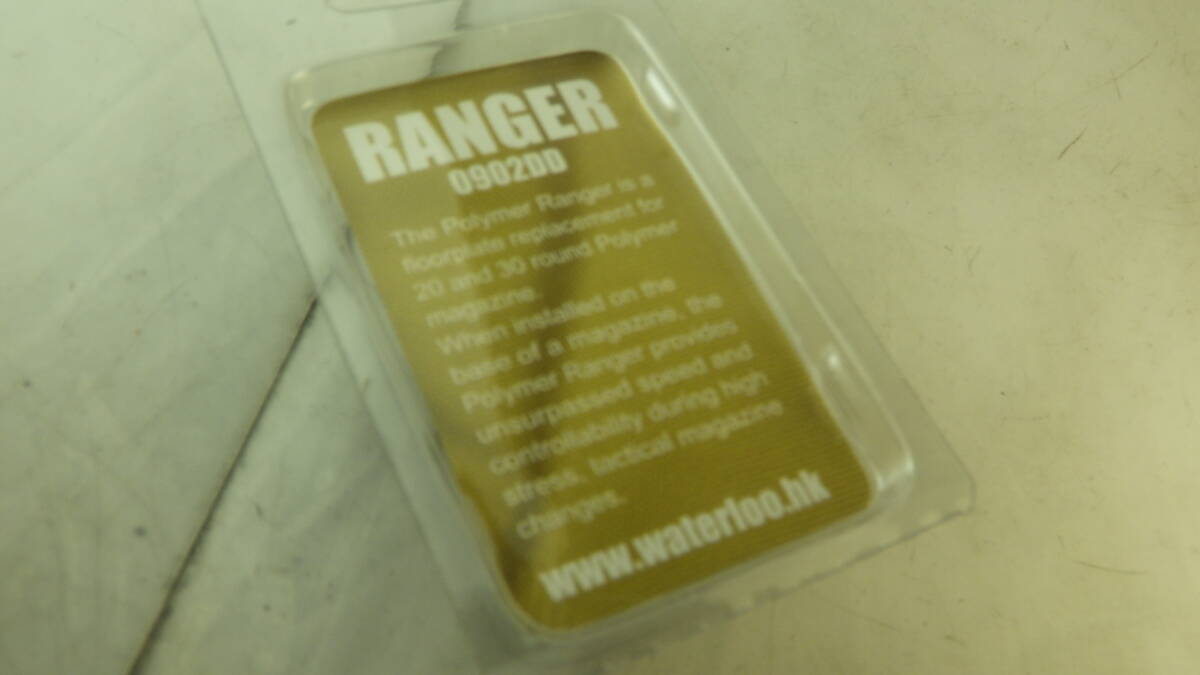 RANGER
0902DD
The Polymer Ranger is a
floorplate replacement for
20 and 30 round Polymer
magazine.
When installed on the
base of a magazine, the
Polymer Ranger provides
unsurpassed speed and
controllability during high
stress, tactical magazine
changes.
www.waterloo.hk